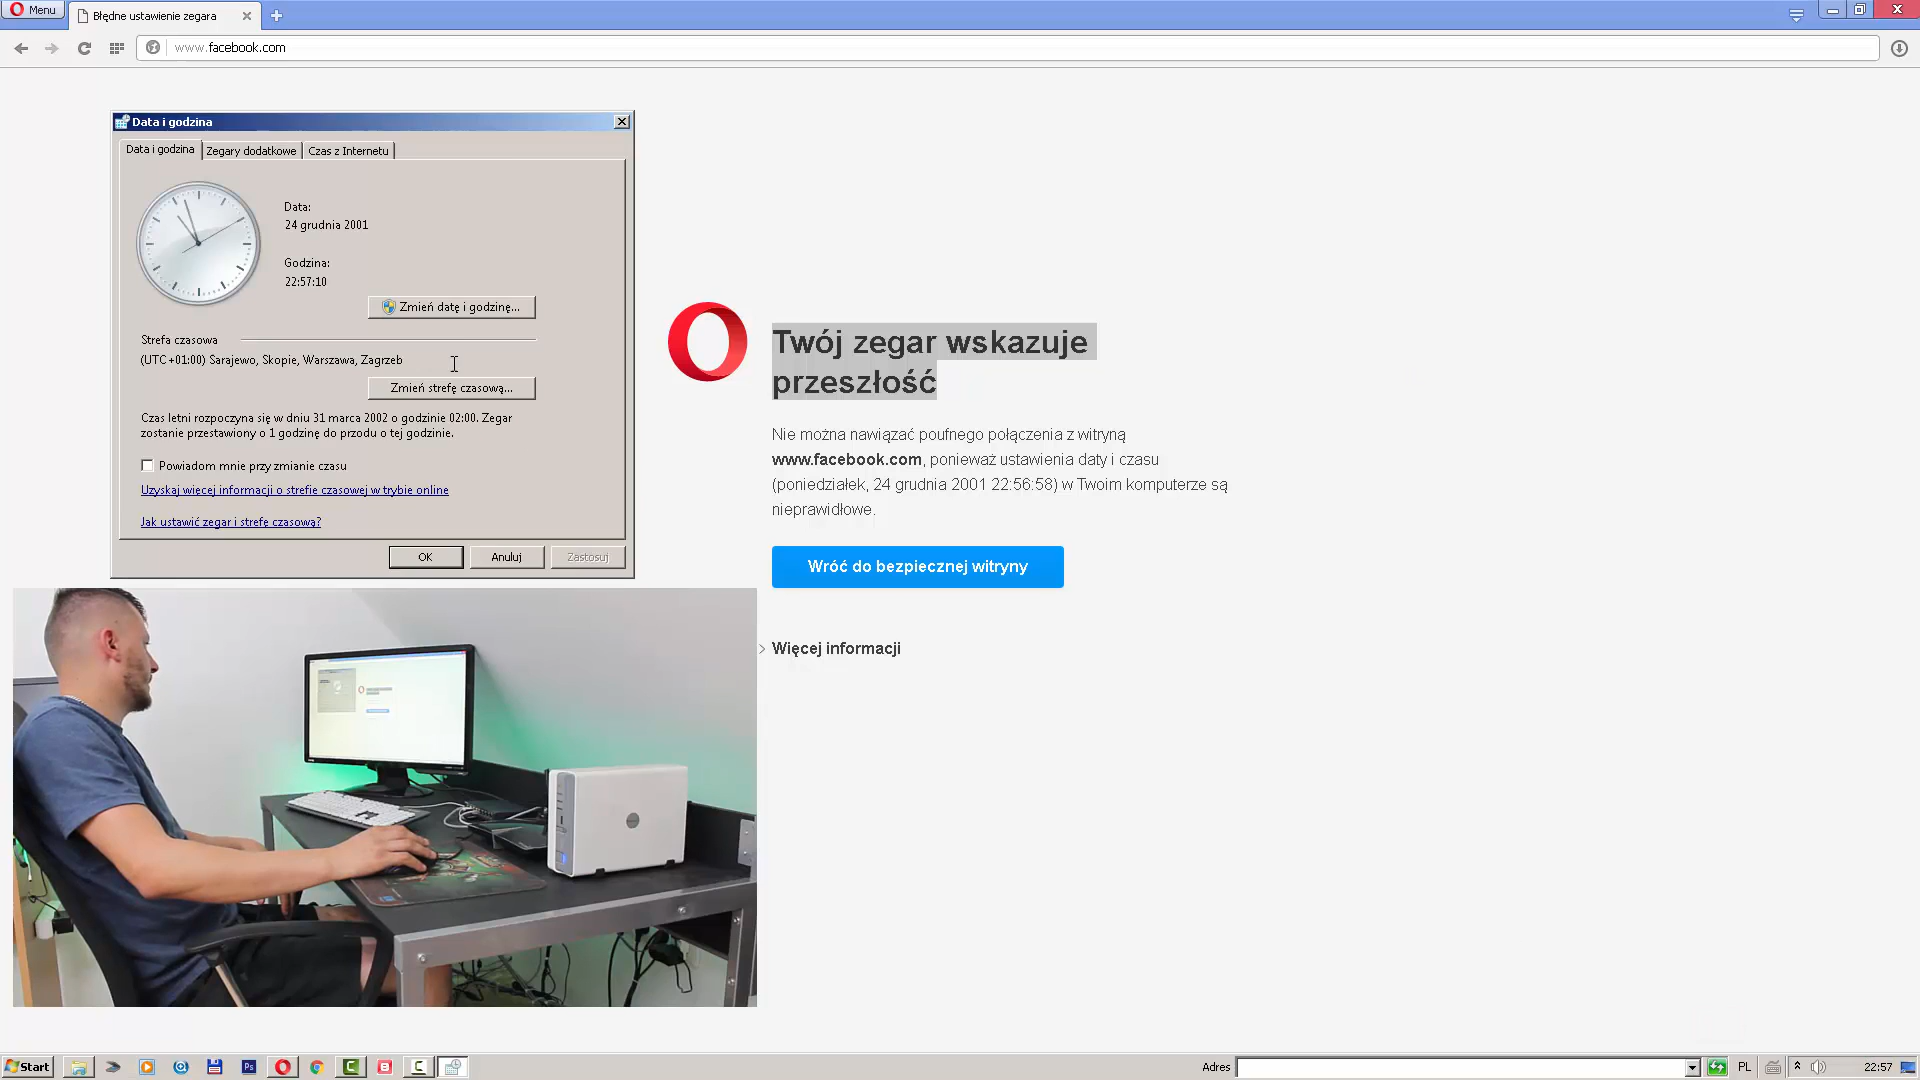 Menu
Błędne ustawienie zegara
www.facebook.com
Data i godzina
Data i godzina
Zegary dodatkowe
Czas z Internetu
Data:
24 grudnia 2001
Godzina:
22:57:10
Zmień datę i godzinę...
Strefa czasowa
(UTC+01:00) Sarajewo, Skopie, Warszawa, Zagrzeb
Zmień strefę czasową...
Czas letni rozpoczyna się w dniu 31 marca 2002 o godzinie 02:00. Zegar
zostanie przestawiony o 1 godzinę do przodu o tej godzinie.
Powiadom mnie przy zmianie czasu
Uzyskaj więcej informacji o strefie czasowej w trybie online
Jak ustawić zegar i strefę czasową?
OK
Anuluj
Zastosuj
Twój zegar wskazuje
przeszłość
Nie można nawiązać poufnego połączenia z witryną
www.facebook.com, ponieważ ustawienia daty i czasu
(poniedziałek, 24 grudnia 2001 22:56:58) w Twoim komputerze są
nieprawidłowe.
Wróć do bezpiecznej witryny
Więcej informacji
Start
Ps
Adres
PL
22:57